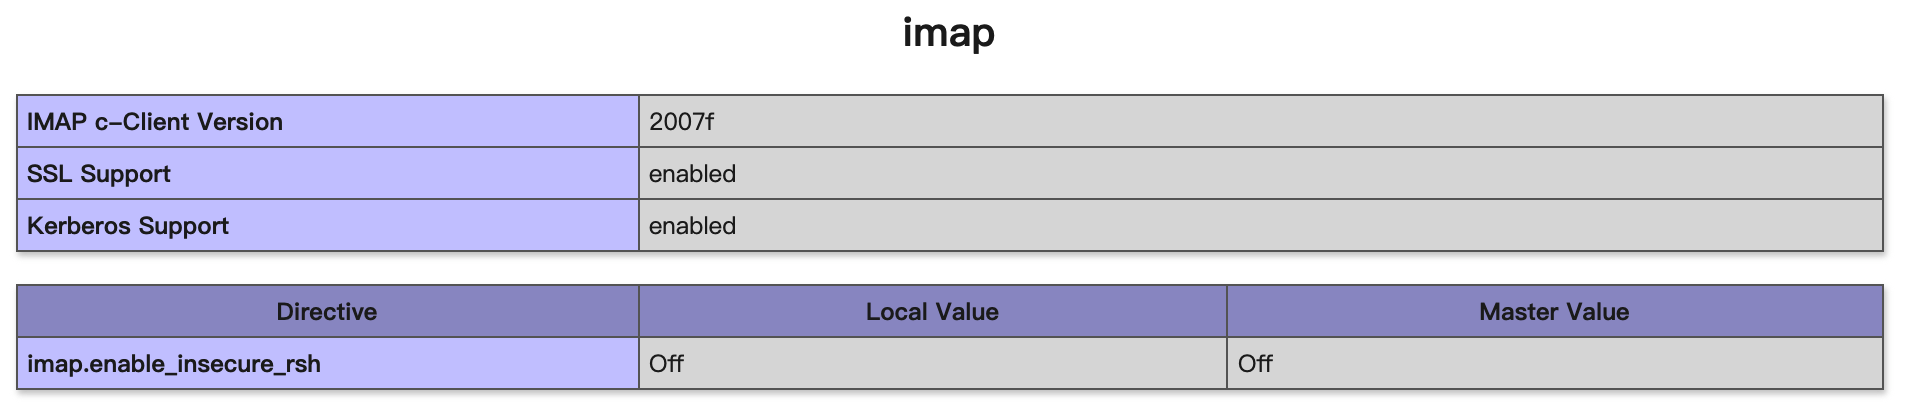 imap
IMAP c-Client Version 2007f
SSL Support enabled
Kerberos Support enabled
Directive Local Value Master Value
imap.enable_insecure_rsh Off Off